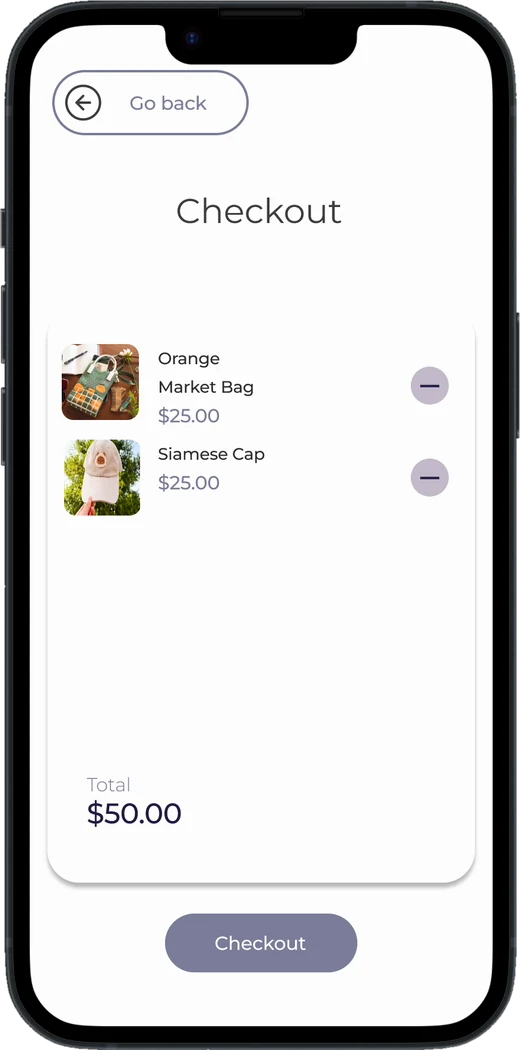 Go back
Checkout
Orange
Market Bag
$25.00
Siamese Cap
$25.00
Total
$50.00
Checkout